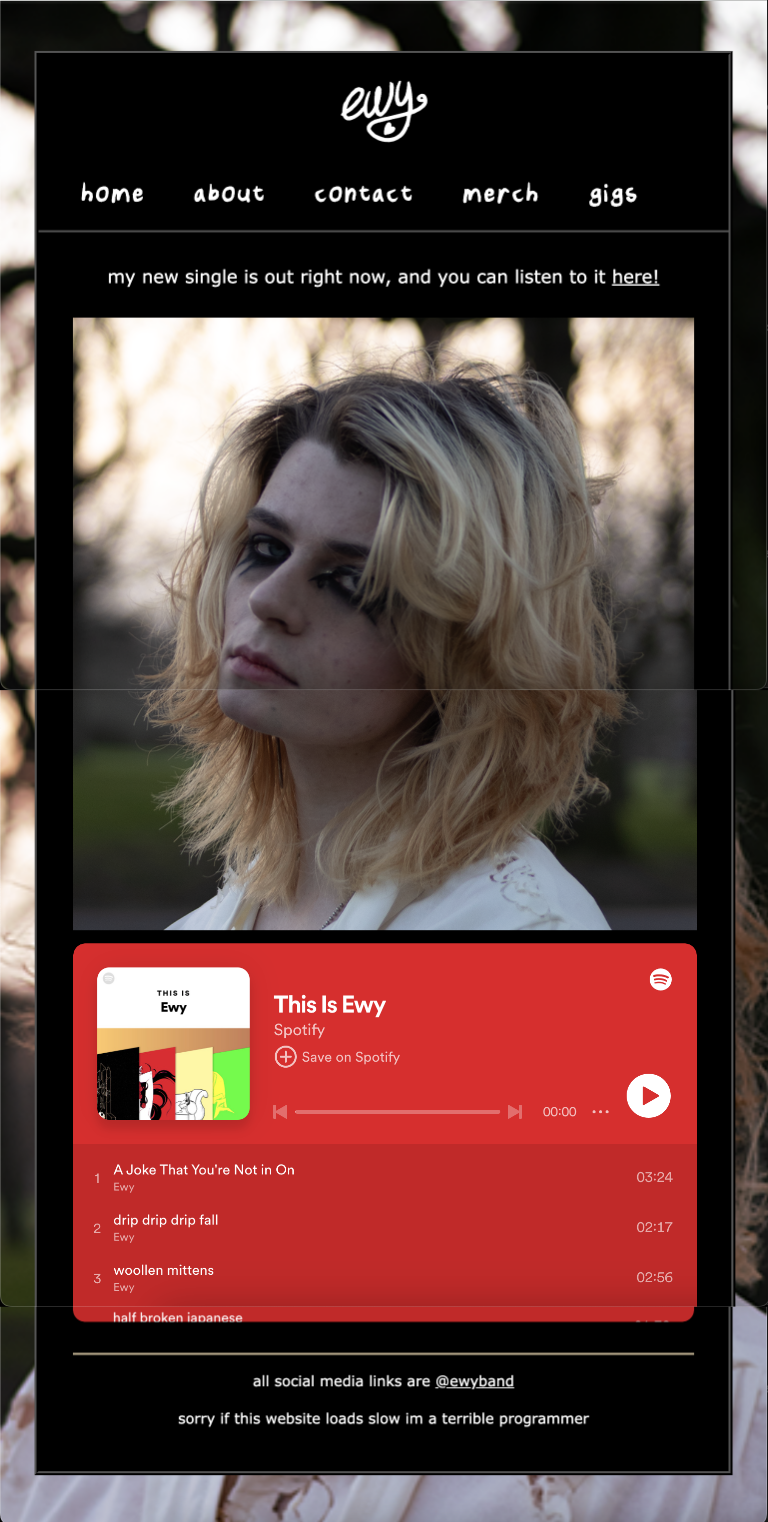 ewy
home about contact merch gigs
my new single is out right now, and you can listen to it here!
THIS IS
Ewy
This Is Ewy
Spotify
Save on Spotify
00:00
1 A Joke That You're Not in On 03:24
Ewy
2 drip drip drip fall 02:17
Ewy
3 woollen mittens 02:56
Ewy
half broken japanese
all social media links are @ewyband
sorry if this website loads slow im a terrible programmer